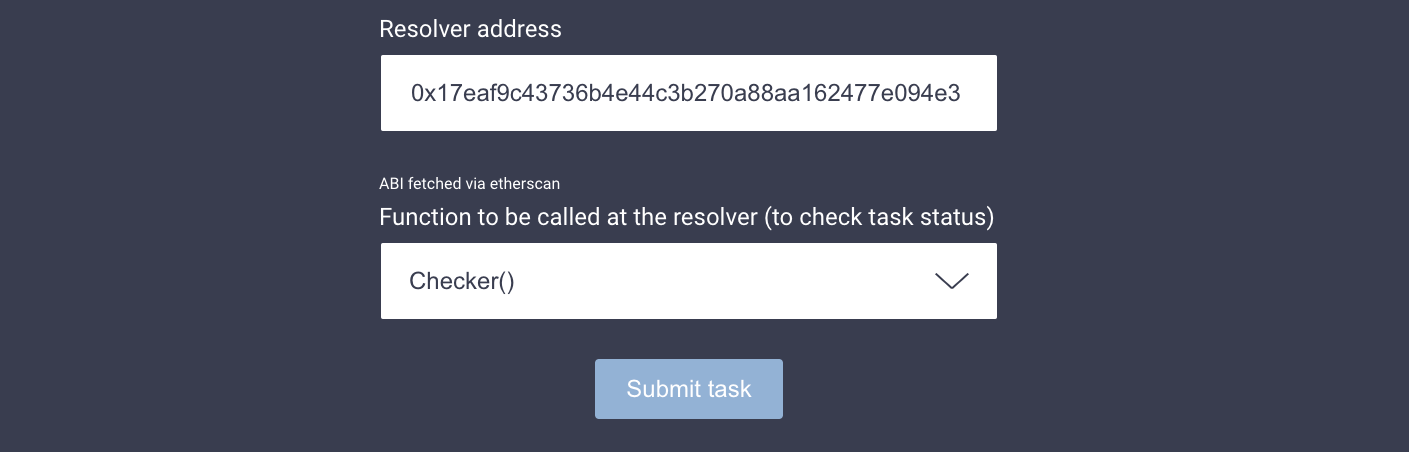 Resolver address
0x17eaf9c43736b4e44c3b270a88aa162477e094e3
ABI fetched via etherscan
Function to be called at the resolver (to check task status)
Checker()
Submit task